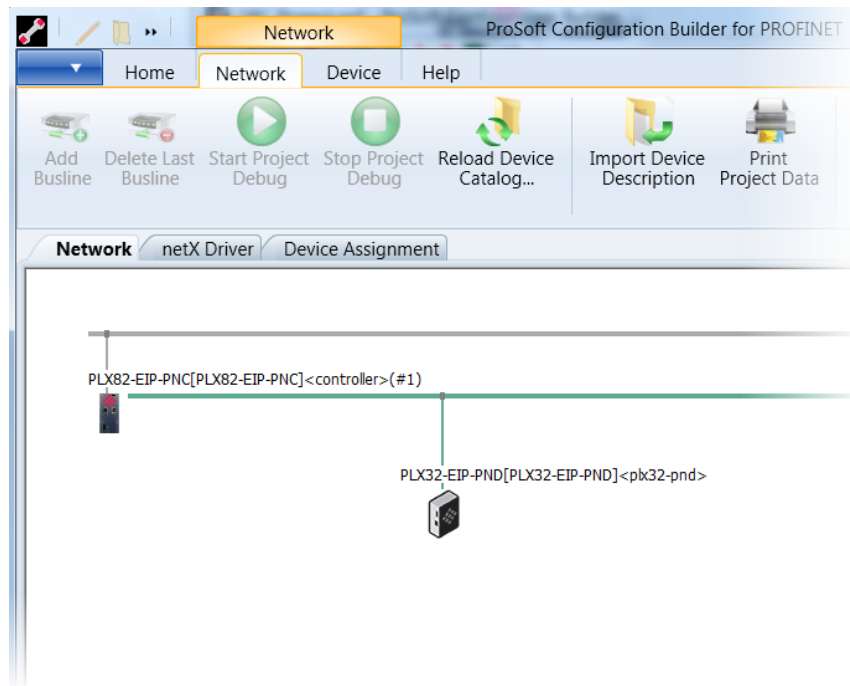 Network
ProSoft Configuration Builder for PROFINET
Home Network Device Help
Add Busline
Delete Last Busline
Start Project Debug
Stop Project Debug
Reload Device Catalog...
Import Device Description
Print Project Data
Network netX Driver Device Assignment
PLX82-EIP-PNC[PLX82-EIP-PNC]<controller>(#1)
PLX32-EIP-PND[PLX32-EIP-PND]<plx32-pnd>